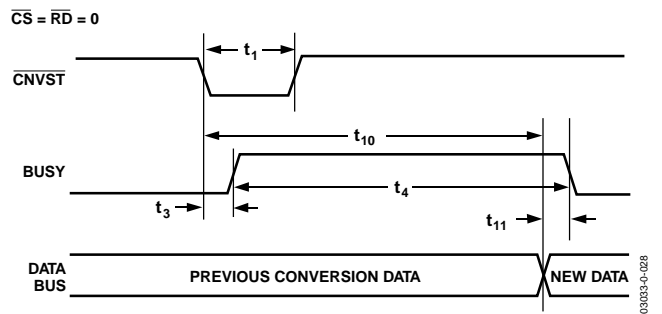 CS = RD = 0
t1
CNVST
t10
BUSY
t4
t3
t11
DATA
BUS
PREVIOUS CONVERSION DATA
NEW DATA
03033-0-028